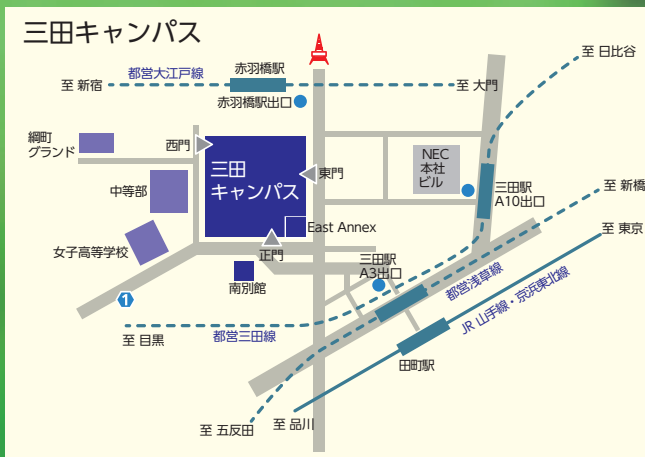 三田キャンパス
至 日比谷
都営大江戸線
赤羽橋駅
至 新宿
至 大門
赤羽橋駅出口
綱町
グランド
西門
三田
キャンパス
東門
NEC
本社
ビル
三田駅
A10出口
至 新橋
中等部
至 東京
East Annex
女子高等学校
正門
三田駅
A3出口
南別館
都営浅草線
1
JR 山手線・京浜東北線
至 目黒
都営三田線
田町駅
至 五反田
至 品川